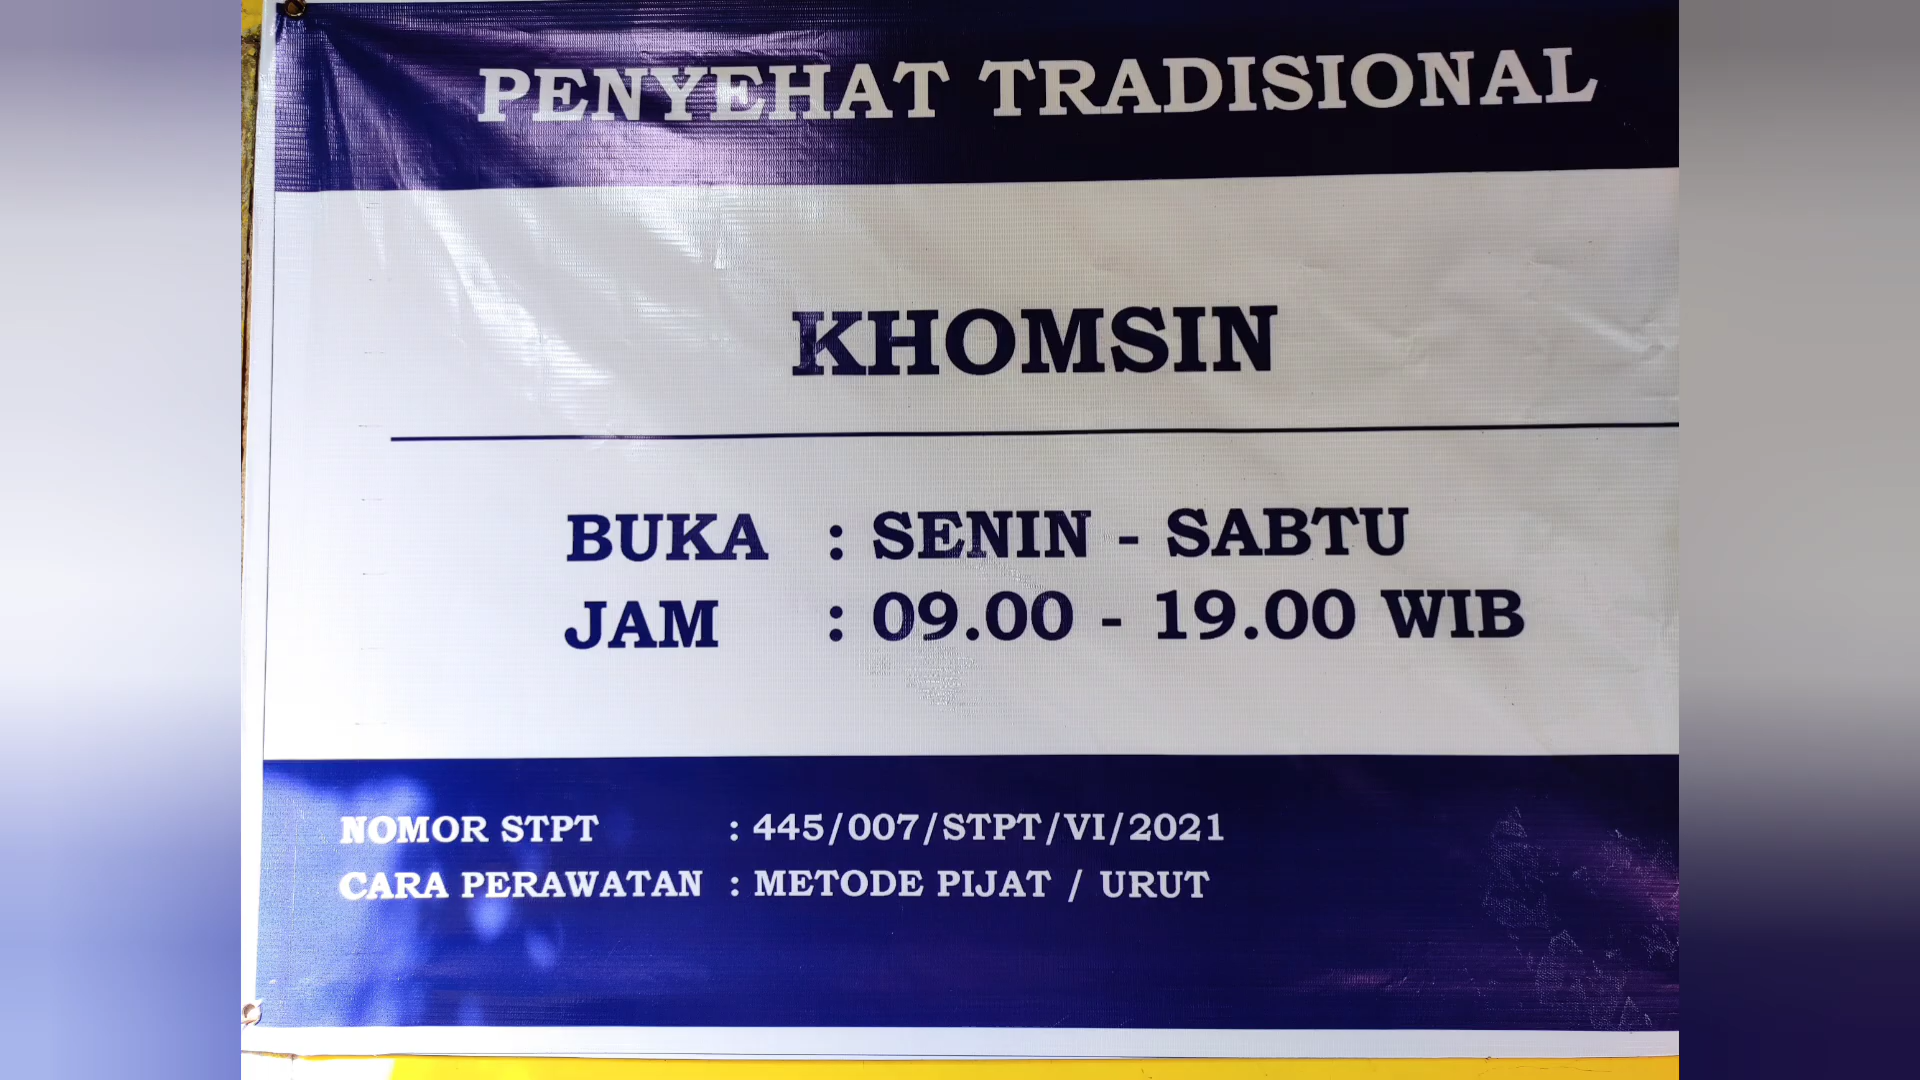 PENYEHAT TRADISIONAL
KHOMSIN
BUKA : SENIN - SABTU
JAM : 09.00 - 19.00 WIB
NOMOR STPT : 445/007/STPT/VI/2021
CARA PERAWATAN : METODE PIJAT / URUT